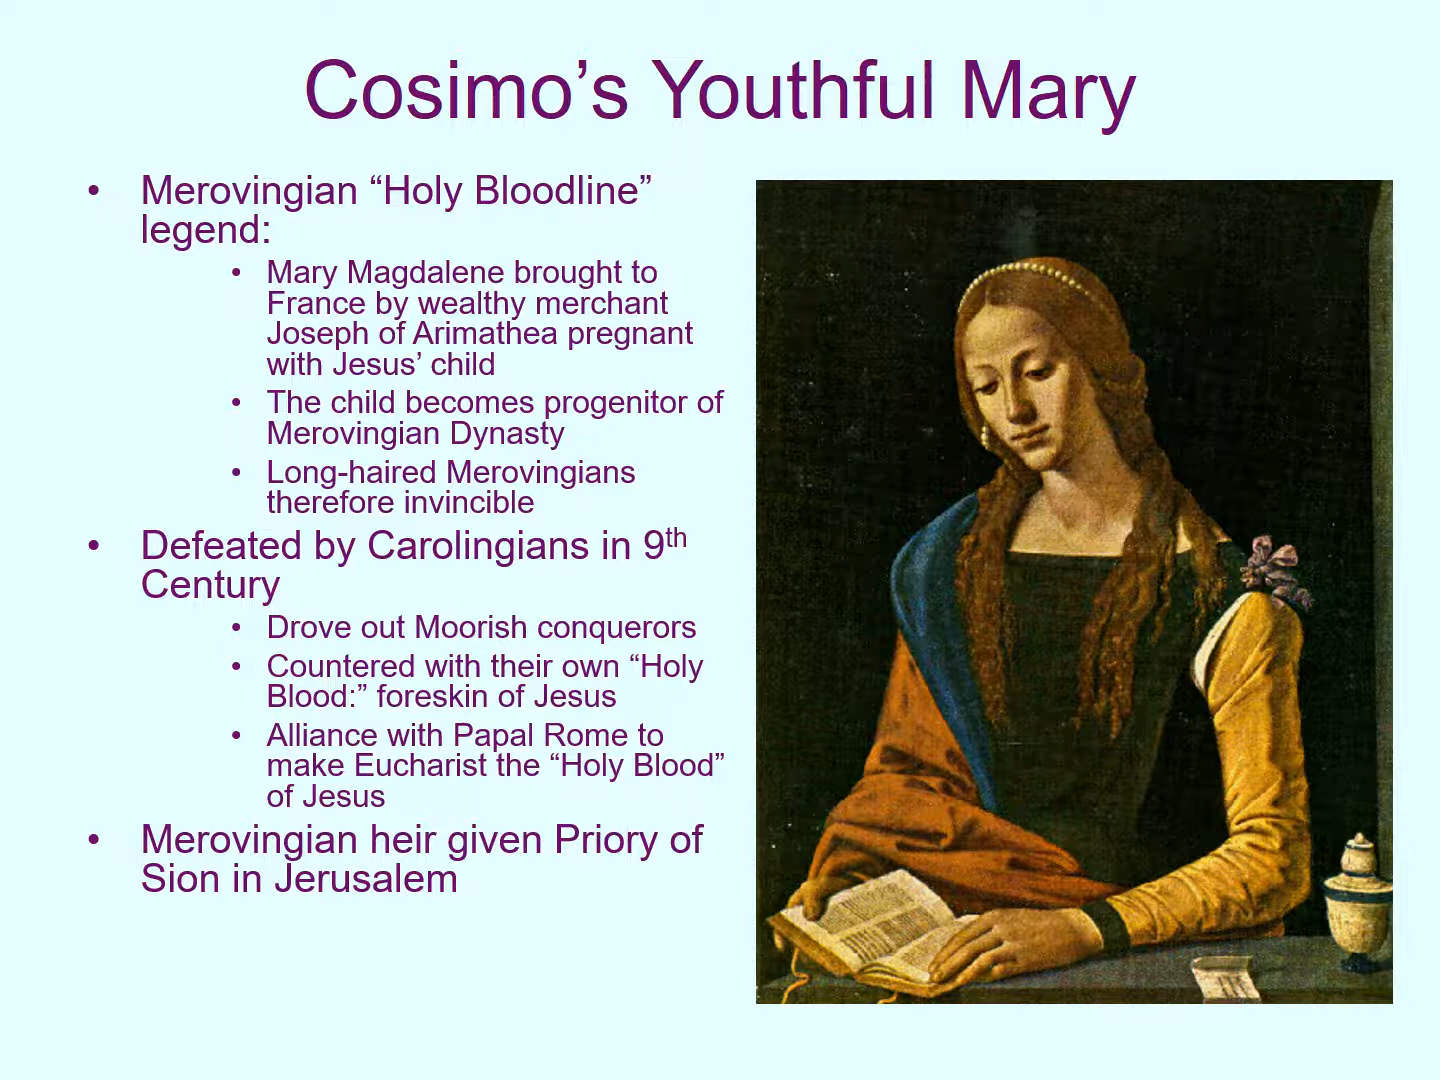 Cosimo’s Youthful Mary
• Merovingian “Holy Bloodline”
legend:
• Mary Magdalene brought to
France by wealthy merchant
Joseph of Arimathea pregnant
with Jesus’ child
• The child becomes progenitor of
Merovingian Dynasty
• Long-haired Merovingians
therefore invincible
• Defeated by Carolingians in 9th
Century
• Drove out Moorish conquerors
• Countered with their own “Holy
Blood:” foreskin of Jesus
• Alliance with Papal Rome to
make Eucharist the “Holy Blood”
of Jesus
• Merovingian heir given Priory of
Sion in Jerusalem